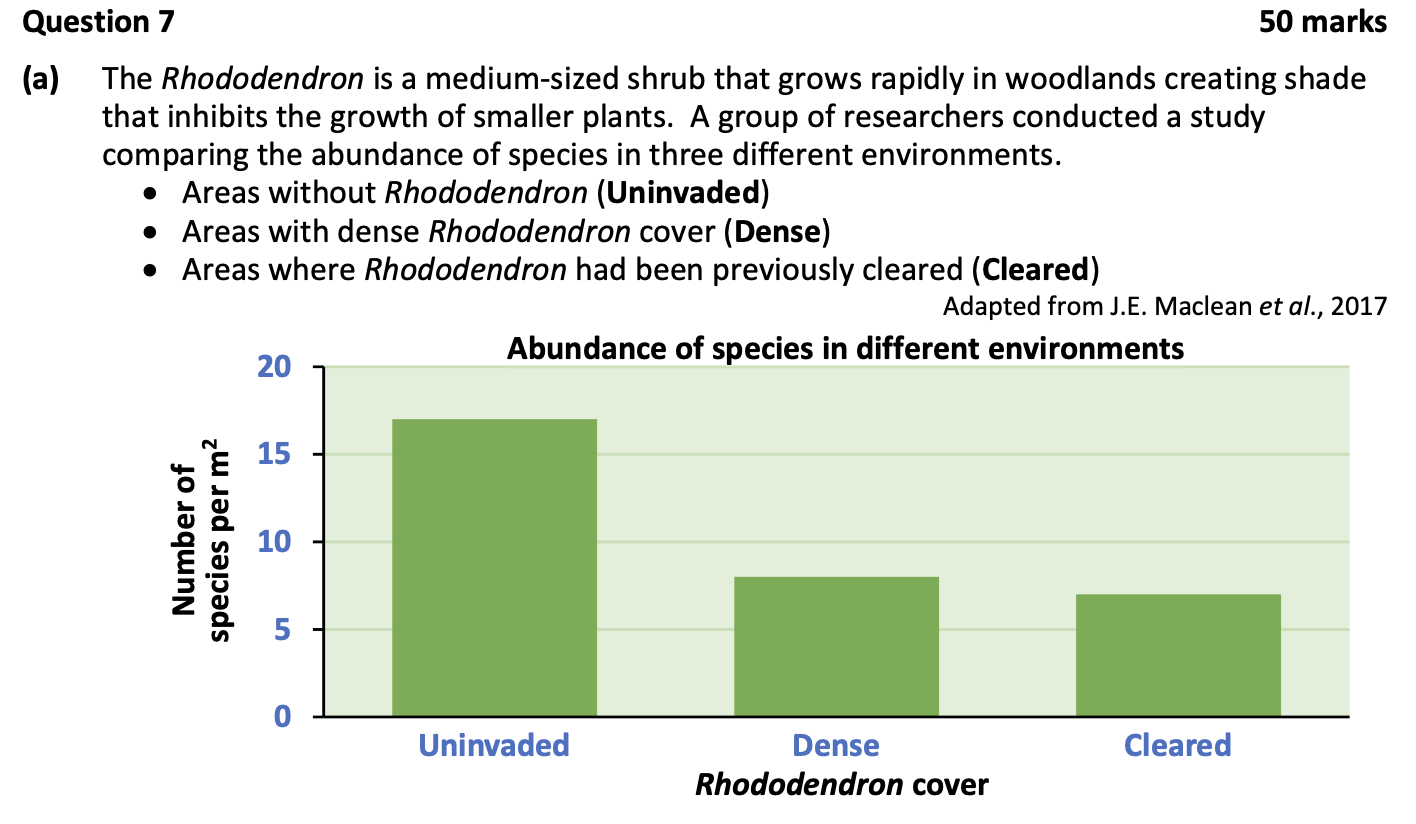 Question 7 50 marks
(a) The Rhododendron is a medium-sized shrub that grows rapidly in woodlands creating shade
that inhibits the growth of smaller plants. A group of researchers conducted a study
comparing the abundance of species in three different environments.
• Areas without Rhododendron (Uninvaded)
• Areas with dense Rhododendron cover (Dense)
• Areas where Rhododendron had been previously cleared (Cleared)
Adapted from J.E. Maclean et al., 2017
Abundance of species in different environments
Number of
species per m²
20
15
10
5
0
Uninvaded Dense Cleared
Rhododendron cover